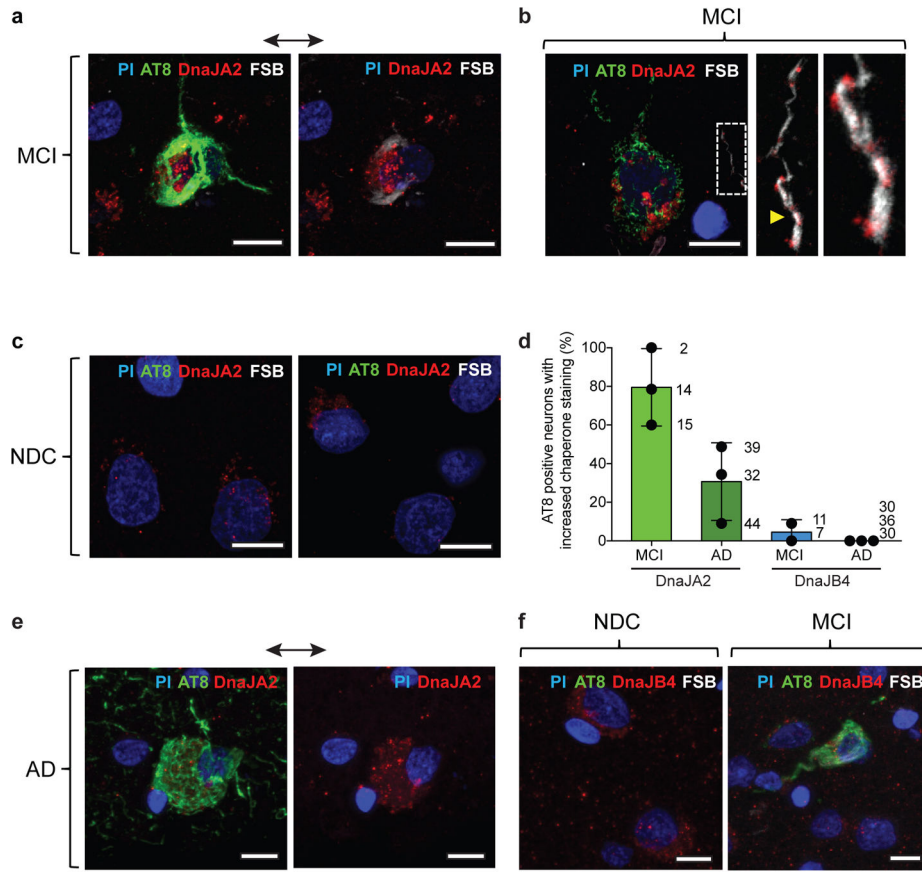 a
MCI
PI AT8 DnaJA2 FSB
PI DnaJA2 FSB
b
MCI
PI AT8 DnaJA2 FSB
c
NDC
PI AT8 DnaJA2 FSB
PI AT8 DnaJA2 FSB
d
AT8 positive neurons with
increased chaperone staining (%)
100
80
60
40
20
0
2
14
15
39
32
44
11
7
30
36
30
MCI
AD
MCI
AD
DnaJA2
DnaJB4
e
AD
PI AT8 DnaJA2
PI DnaJA2
f
NDC
MCI
PI AT8 DnaJB4 FSB
PI AT8 DnaJB4 FSB